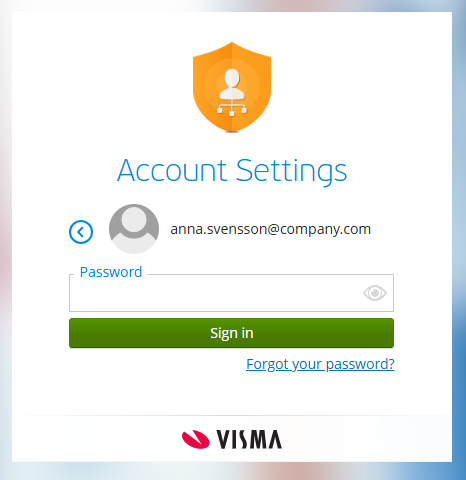 Account Settings
anna.svensson@company.com
Password
Sign in
Forgot your password?
VISMA